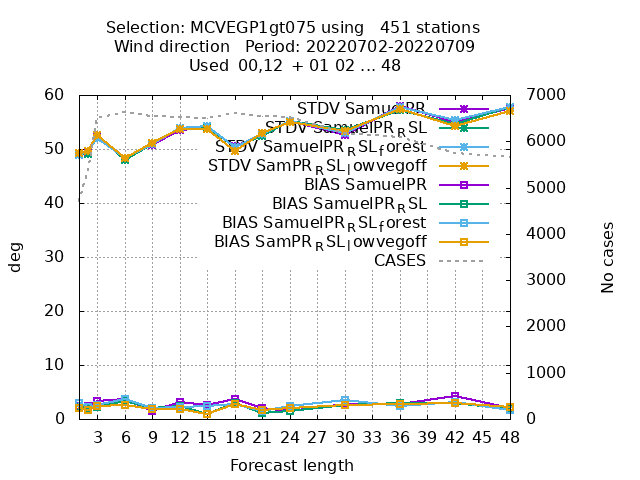 Selection: MCVEGP1gt075 using   451 stations
Wind direction   Period: 20220702-20220709
Used  00,12  + 01 02 ... 48
60
50
40
30
20
10
0
deg
7000
6000
5000
4000
3000
2000
1000
0
No cases
STDV SamuelPR
STDV SamuelPR_RSL
STDV SamuelPR_RSL_forest
STDV SamPR_RSL_lowvegoff
BIAS SamuelPR
BIAS SamuelPR_RSL
BIAS SamuelPR_RSL_forest
BIAS SamPR_RSL_lowvegoff
CASES
3 6 9 12 15 18 21 24 27 30 33 36 39 42 45 48
Forecast length